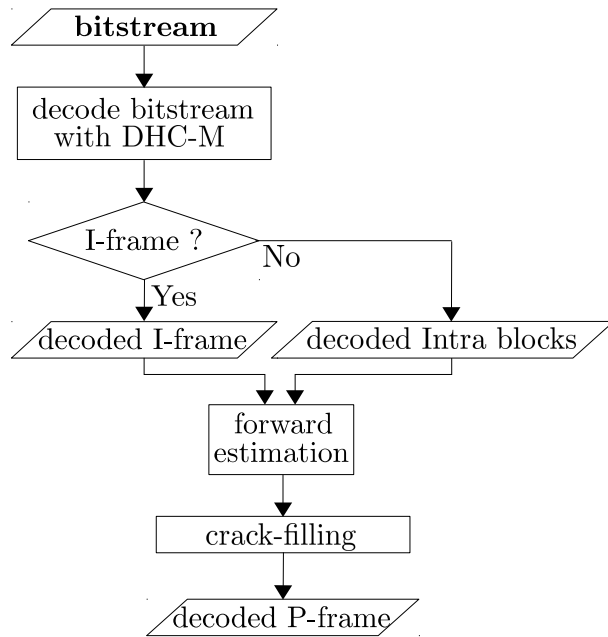 bitstream
decode bitstream
with DHC-M
I-frame ?
No
Yes
decoded I-frame
decoded Intra blocks
forward
estimation
crack-filling
decoded P-frame